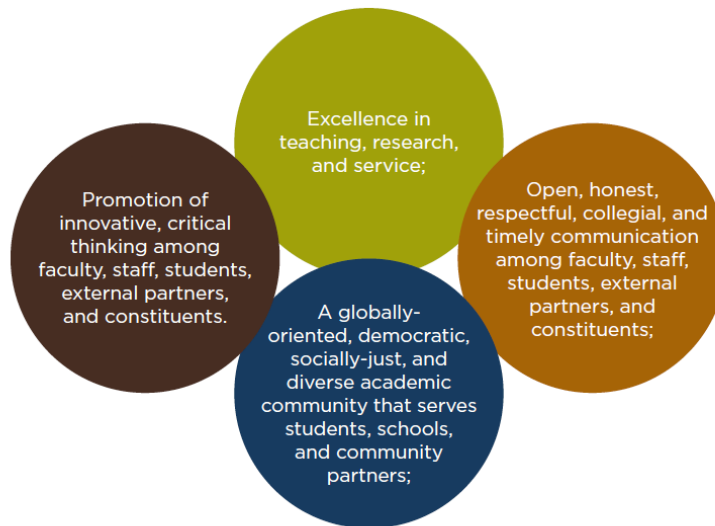 Excellence in
teaching, research,
and service;
Open, honest,
respectful, collegial, and
timely communication
among faculty, staff,
students, external
partners, and
constituents;
A globally-
oriented, democratic,
socially-just, and
diverse academic
community that serves
students, schools,
and community
partners;
Promotion of
innovative, critical
thinking among
faculty, staff, students,
external partners,
and constituents.